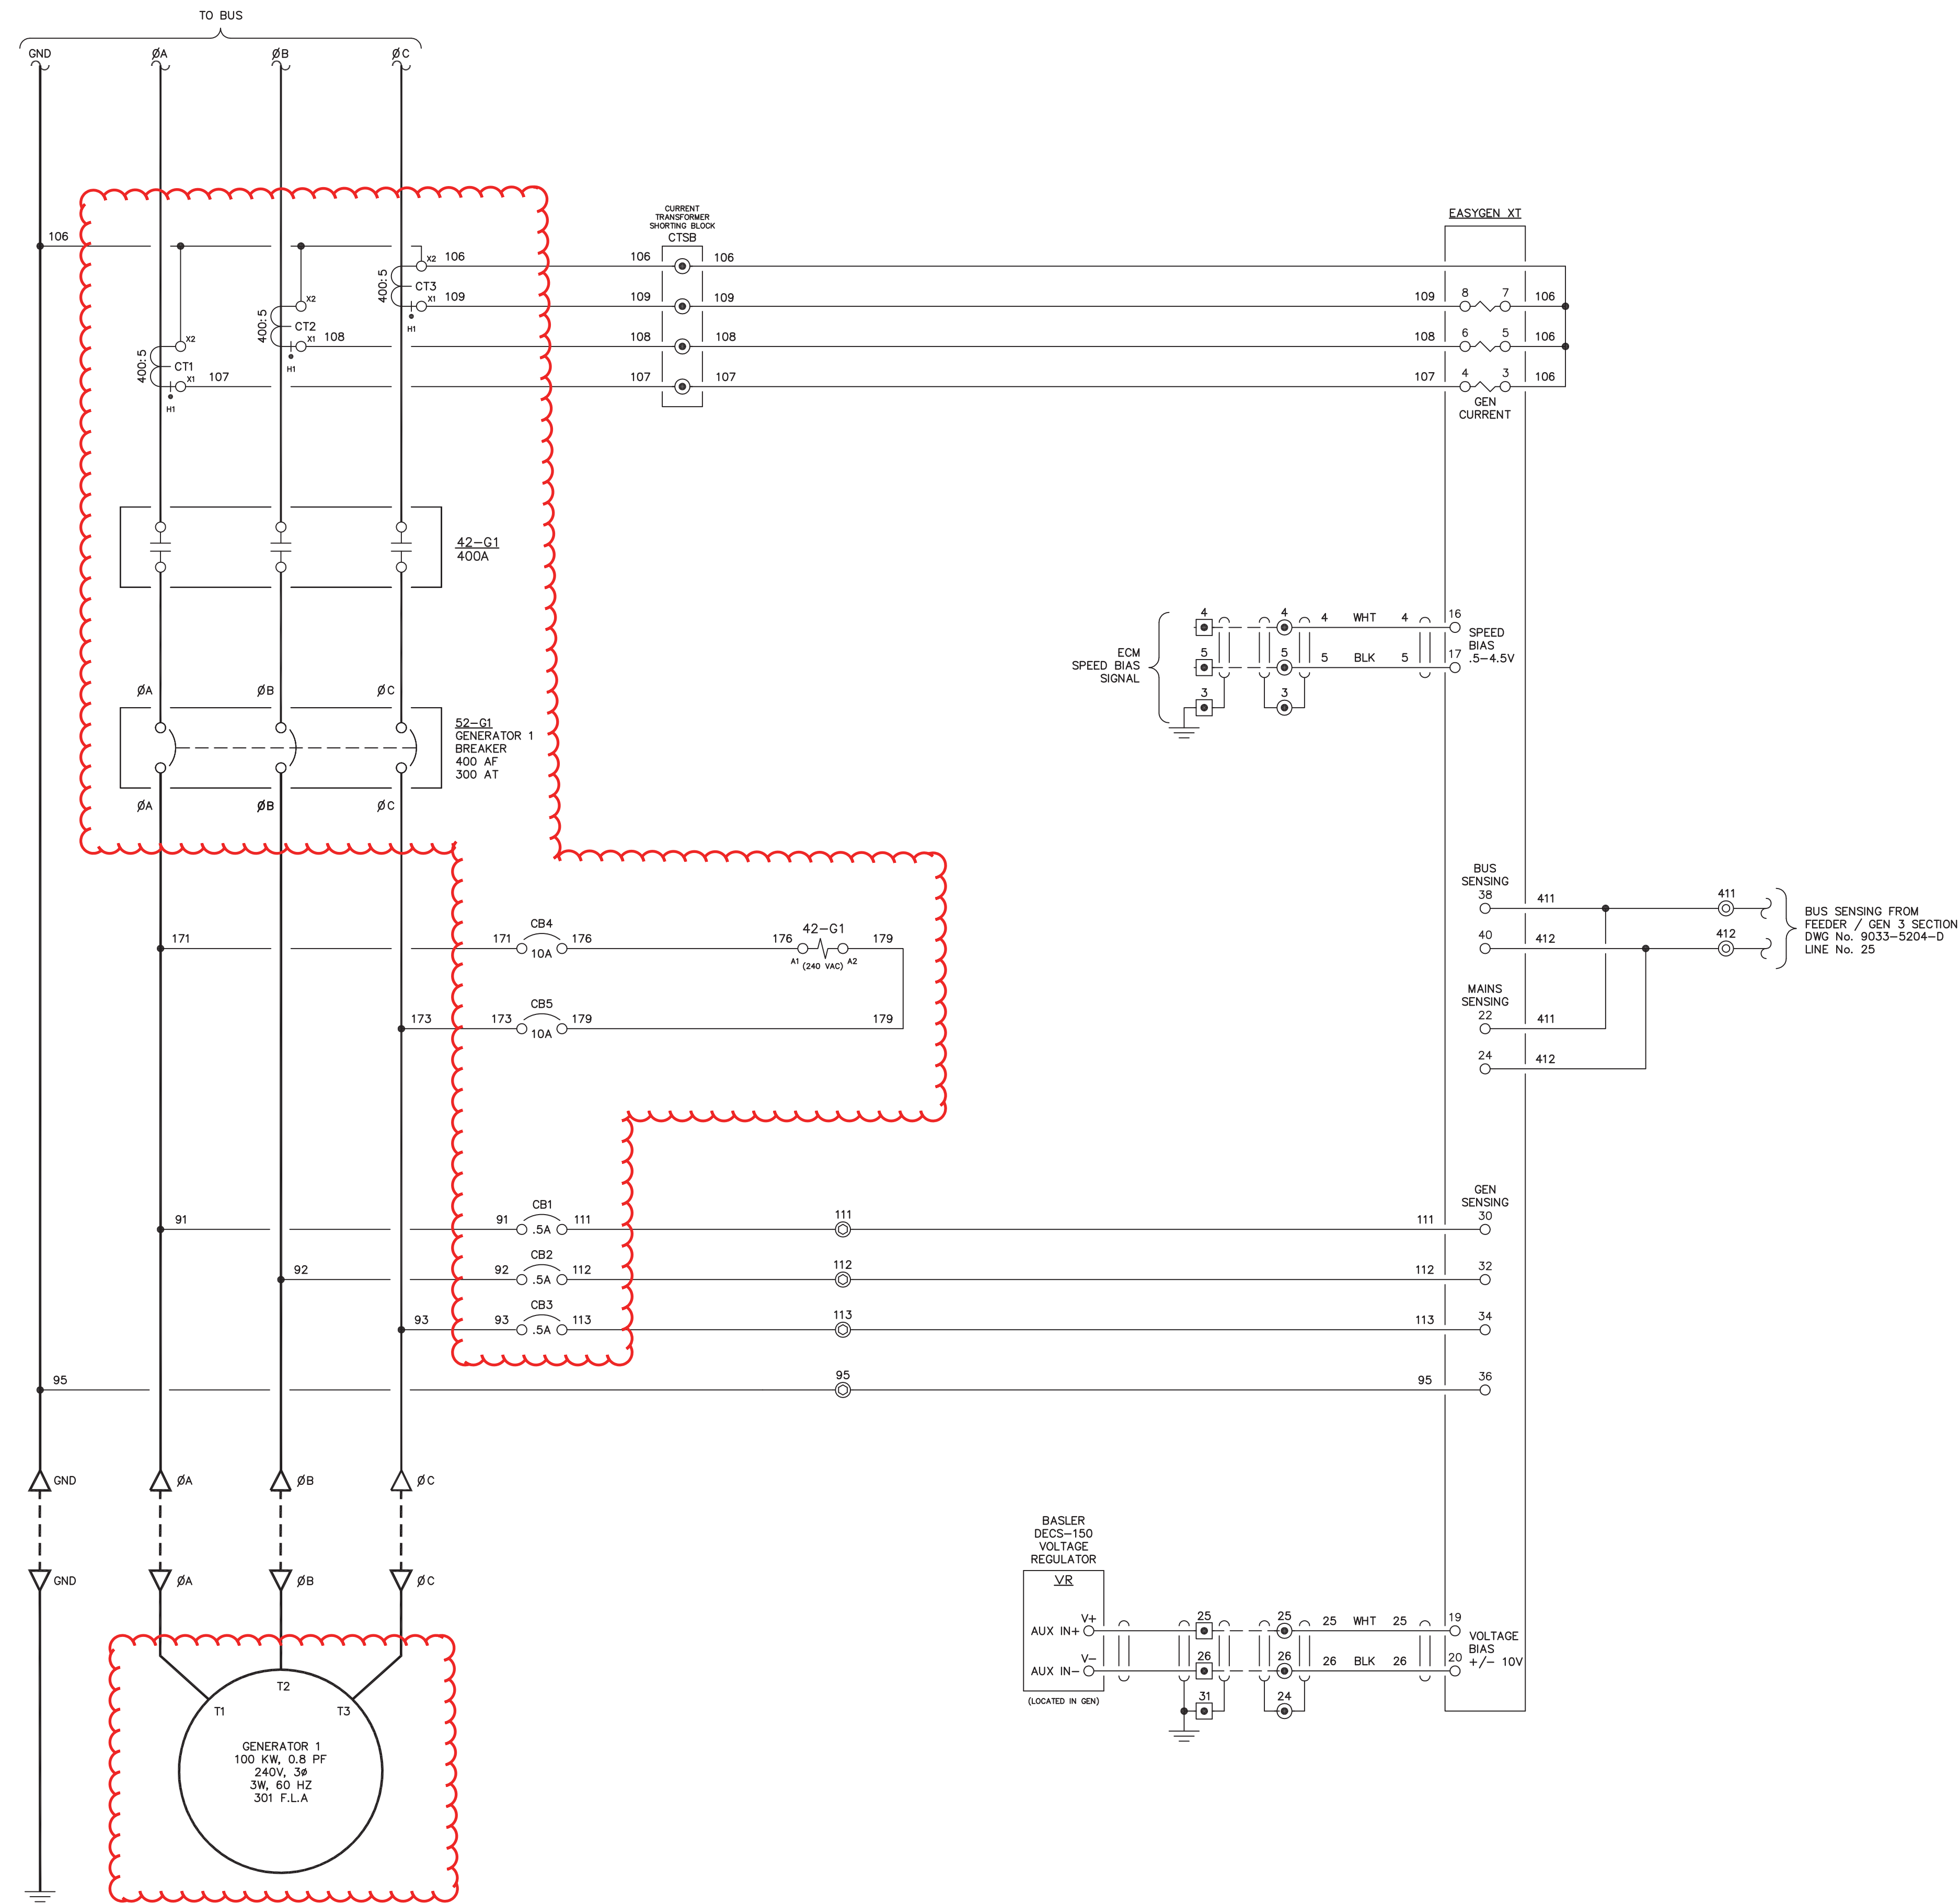 TO BUS
GND
ØA
ØB
ØC
CURRENT
TRANSFORMER
SHORTING BLOCK
CTSB
EASYGEN XT
106
X2
106
106
106
400:5
CT3
X1
109
109
109
109
8
7
106
H1
X2
400:5
CT2
X1
108
108
108
108
6
5
106
H1
X2
400:5
CT1
X1
107
107
107
107
4
3
106
H1
GEN
CURRENT
42-G1
400A
ECM
SPEED BIAS
SIGNAL
4
4
4
WHT
4
16
5
5
5
BLK
5
17
3
3
SPEED
BIAS
.5-4.5V
ØA
ØB
ØC
52-G1
GENERATOR 1
BREAKER
400 AF
300 AT
ØA
ØB
ØC
BUS
SENSING
38
411
411
40
412
412
BUS SENSING FROM
FEEDER / GEN 3 SECTION
DWG No. 9033-5204-D
LINE No. 25
171
171
CB4
10A
176
176
42-G1
A1
(240 VAC)
A2
179
173
173
CB5
10A
179
179
MAINS
SENSING
22
411
24
412
GEN
SENSING
91
91
CB1
.5A
111
111
111
30
92
92
CB2
.5A
112
112
112
32
93
93
CB3
.5A
113
113
113
34
95
95
95
36
GND
ØA
ØB
ØC
GND
ØA
ØB
ØC
BASLER
DECS-150
VOLTAGE
REGULATOR
VR
V+
AUX IN+
25
25
25
WHT
25
19
V-
AUX IN-
26
26
26
BLK
26
20
31
24
VOLTAGE
BIAS
+/- 10V
(LOCATED IN GEN)
T1
T2
T3
GENERATOR 1
100 KW, 0.8 PF
240V, 3ø
3W, 60 HZ
301 F.L.A